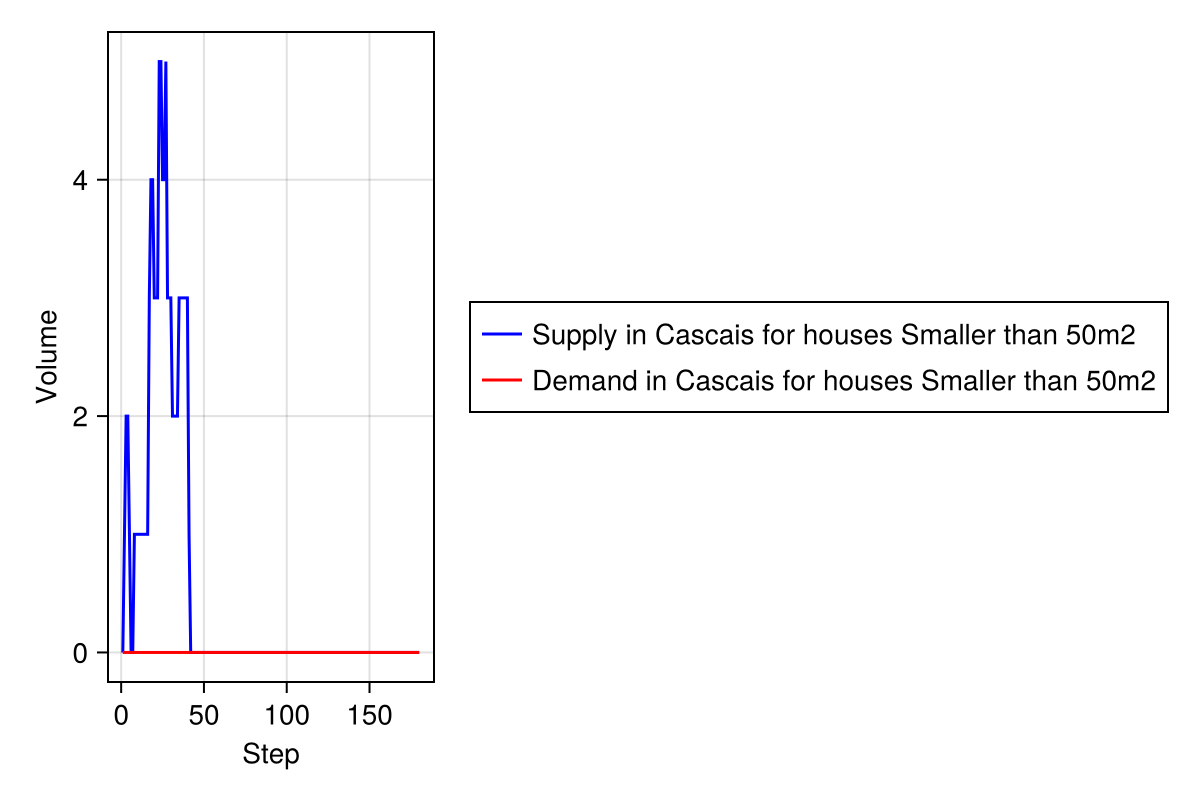 4
2
0
Volume
0 50 100 150
Step
Supply in Cascais for houses Smaller than 50m2
Demand in Cascais for houses Smaller than 50m2